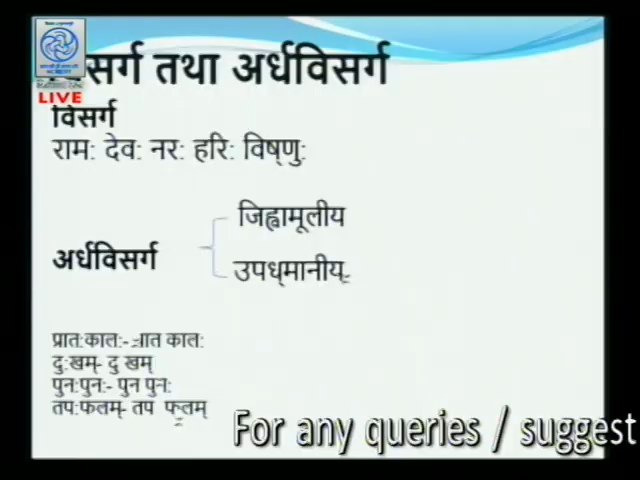 सर्ग तथा अर्धविसर्ग
LIVE
विसर्ग
राम: देव: नर: हरि: विष्णु:
जिह्वामूलीय
अर्धविसर्ग
उपध्मानीय
प्रात:काल:- काल:
दु:खम्- दु खम्
पुन:पुन:- पुन पुन:
तप:फलम्- तप फलम्
For any queries / suggest